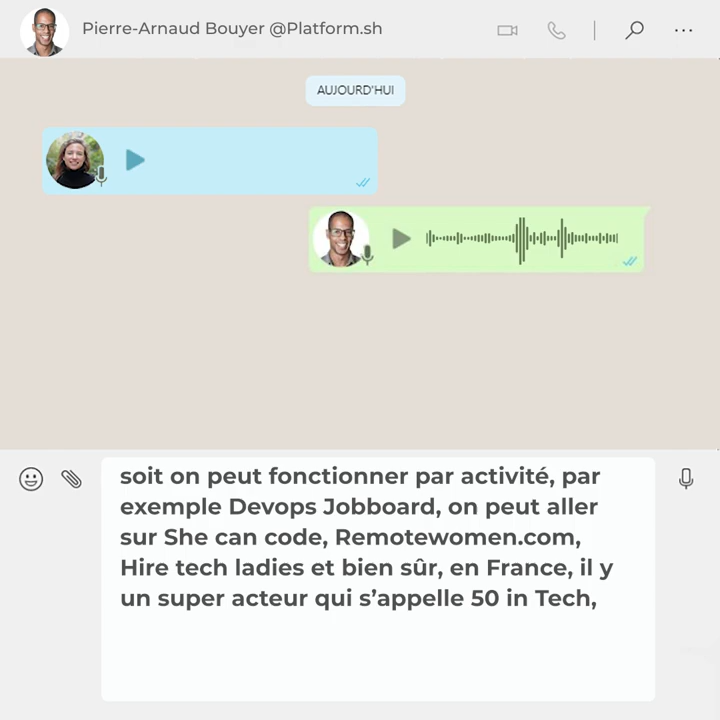 Pierre-Arnaud Bouyer @Platform.sh
AUJOURD'HUI
soit on peut fonctionner par activité, par
exemple Devops Jobboard, on peut aller
sur She can code, Remotewomen.com,
Hire tech ladies et bien sûr, en France, il y
un super acteur qui s’appelle 50 in Tech,